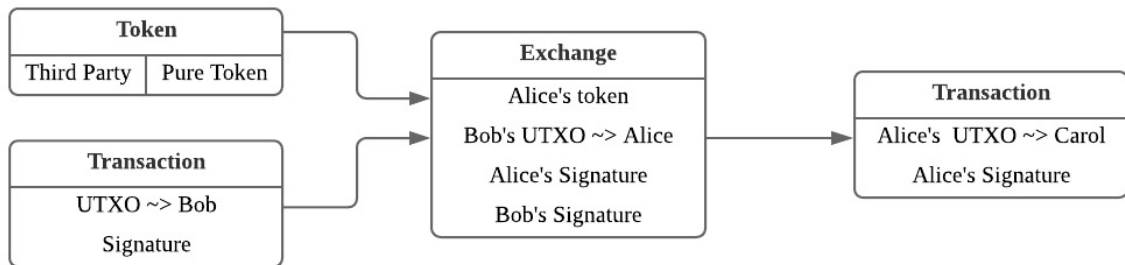 Token
Third Party Pure Token
Transaction
UTXO ~> Bob
Signature
Exchange
Alice's token
Bob's UTXO ~> Alice
Alice's Signature
Bob's Signature
Transaction
Alice's UTXO ~> Carol
Alice's Signature